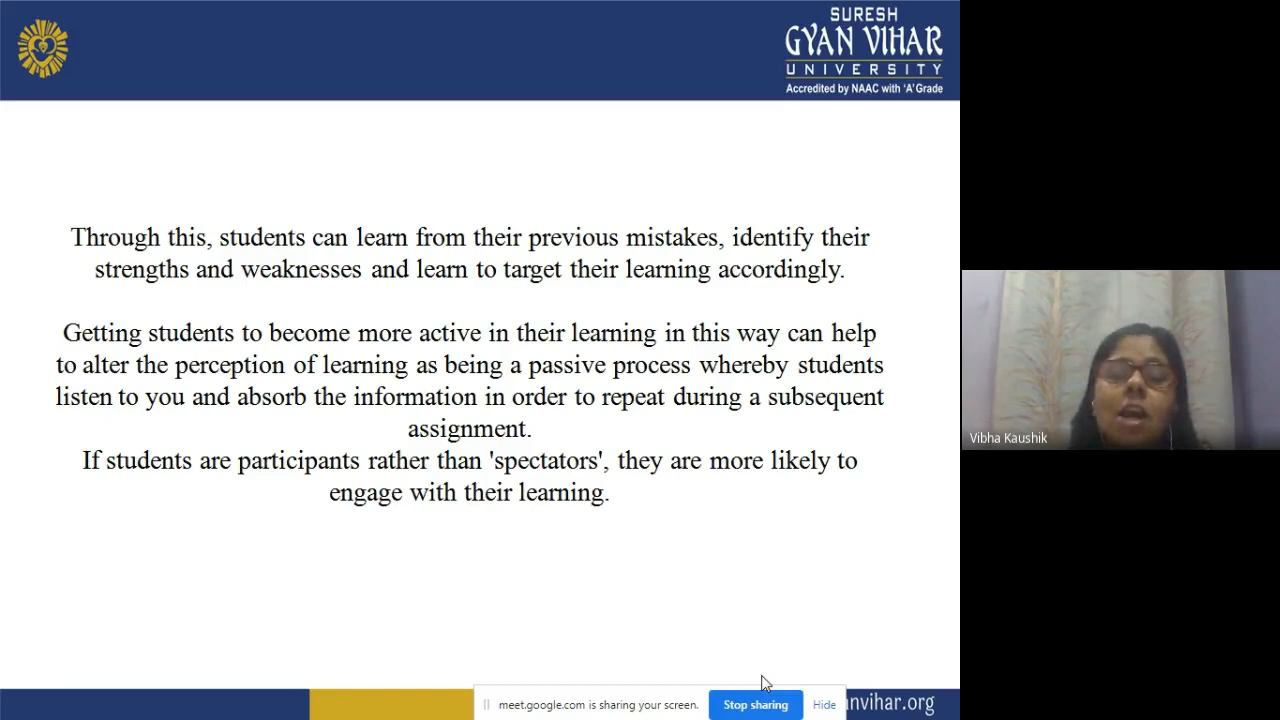 SURESH
GYAN VIHAR
UNIVERSITY
Accredited by NAAC with 'A' Grade
Through this, students can learn from their previous mistakes, identify their
strengths and weaknesses and learn to target their learning accordingly.
Getting students to become more active in their learning in this way can help
to alter the perception of learning as being a passive process whereby students
listen to you and absorb the information in order to repeat during a subsequent
assignment.
If students are participants rather than 'spectators', they are more likely to
engage with their learning.
Vibha Kaushik
meet.google.com is sharing your screen.
Stop sharing
Hide
anvihar.org